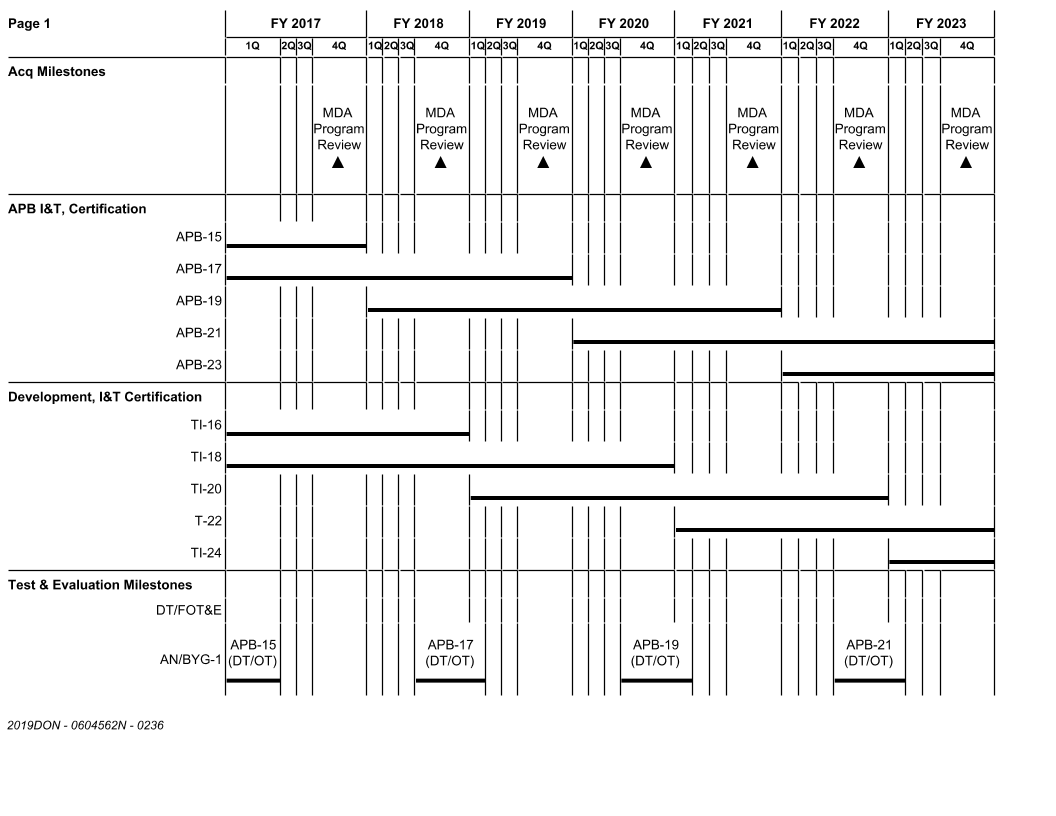 Page 1 FY 2017 FY 2018 FY 2019 FY 2020 FY 2021 FY 2022 FY 2023
1Q 2Q 3Q 4Q 1Q 2Q 3Q 4Q 1Q 2Q 3Q 4Q 1Q 2Q 3Q 4Q 1Q 2Q 3Q 4Q 1Q 2Q 3Q 4Q 1Q 2Q 3Q 4Q
Acq Milestones
MDA MDA MDA MDA MDA MDA MDA
Program Program Program Program Program Program Program
Review Review Review Review Review Review Review
APB I&T, Certification
APB-15
APB-17
APB-19
APB-21
APB-23
Development, I&T Certification
TI-16
TI-18
TI-20
T-22
TI-24
Test & Evaluation Milestones
DT/FOT&E
APB-15 APB-17 APB-19 APB-21
AN/BYG-1 (DT/OT) (DT/OT) (DT/OT) (DT/OT)
2019DON - 0604562N - 0236